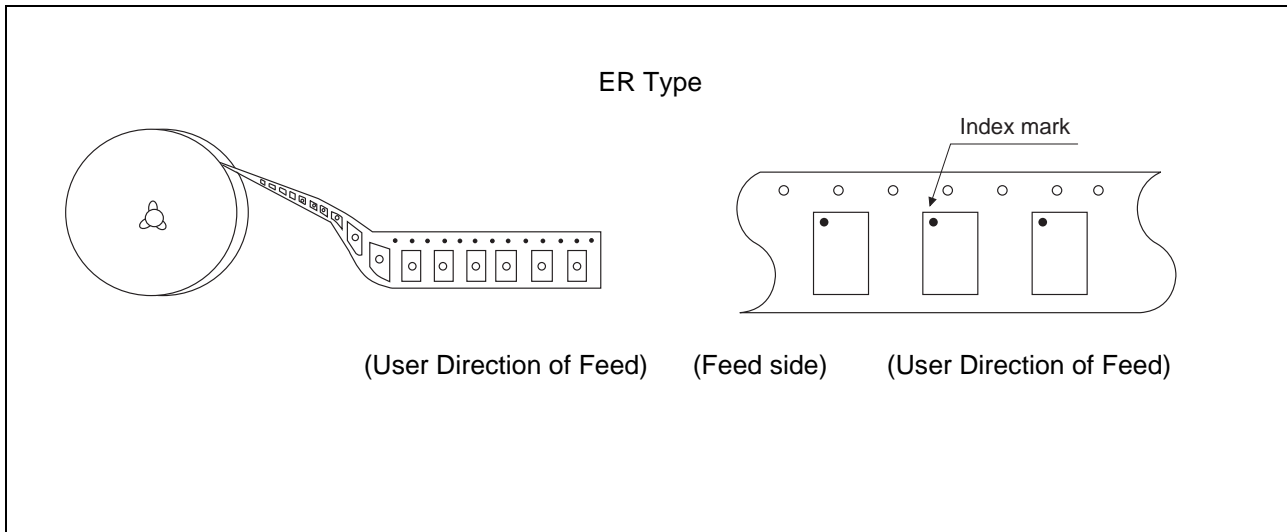 ER Type
Index mark
(User Direction of Feed)
(Feed side)
(User Direction of Feed)